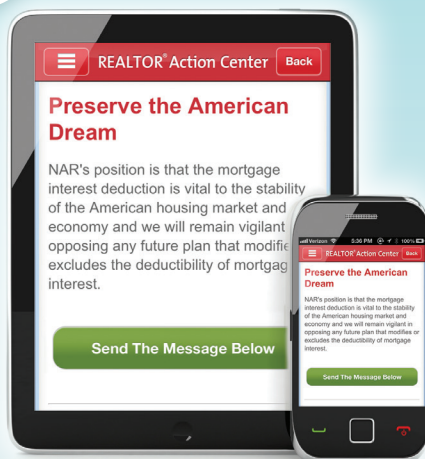 REALTOR® Action Center Back
Preserve the American
Dream
NAR's position is that the mortgage
interest deduction is vital to the stability
of the American housing market and
economy and we will remain vigilant
opposing any future plan that modifie
excludes the deductibility of mortgag
interest.
Send The Message Below
Verizon 5:36 PM 100%
REALTOR® Action Center Back
Preserve the American
Dream
NAR's position is that the mortgage
interest deduction is vital to the stability
of the American housing market and
economy and we will remain vigilant in
opposing any future plan that modifies or
excludes the deductibility of mortgage
interest.
Send The Message Below